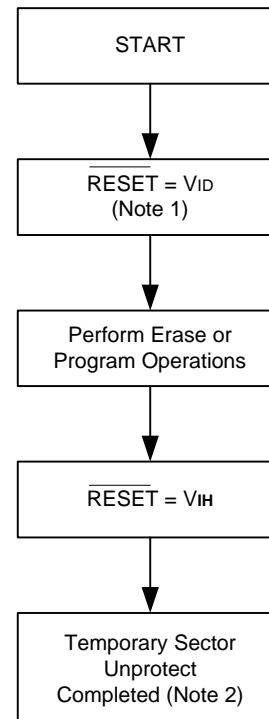 START
RESET = VID
(Note 1)
Perform Erase or
Program Operations
RESET = VIH
Temporary Sector
Unprotect
Completed (Note 2)